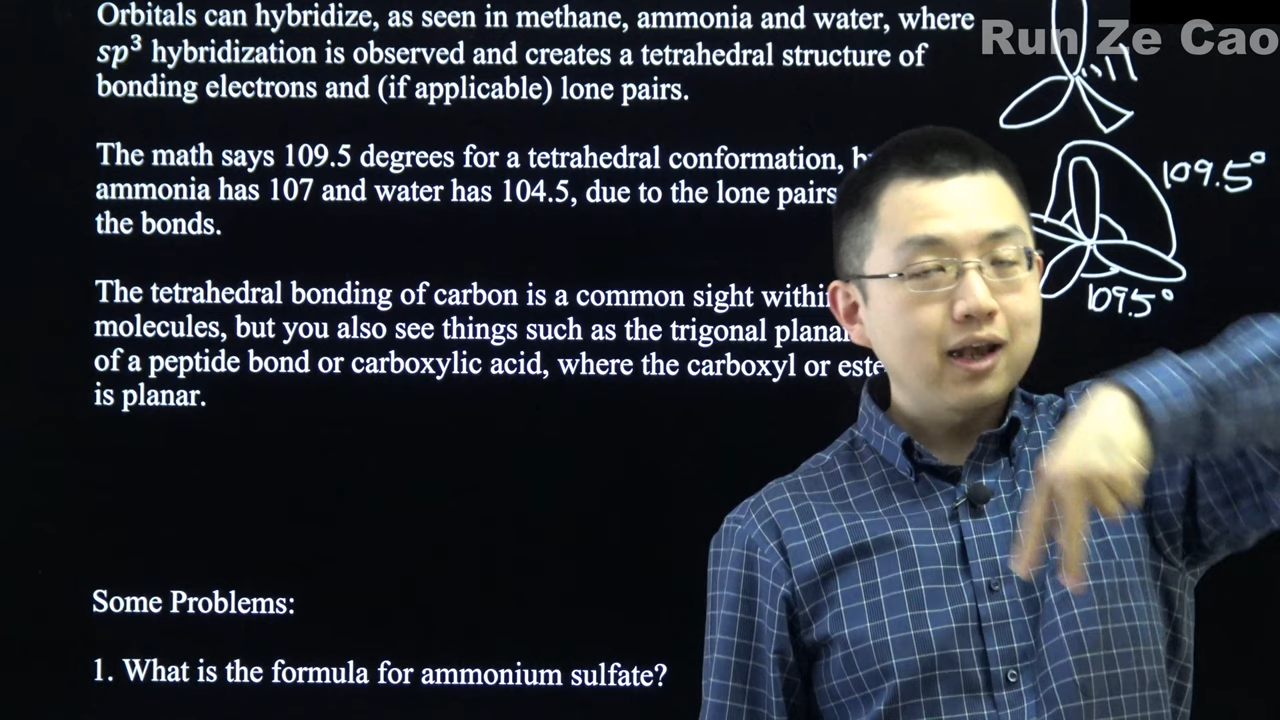 Orbitals can hybridize, as seen in methane, ammonia and water, where
Run Ze Cao
sp³ hybridization is observed and creates a tetrahedral structure of
bonding electrons and (if applicable) lone pairs.
The math says 109.5 degrees for a tetrahedral conformation,
109.5°
ammonia has 107 and water has 104.5, due to the lone pairs
the bonds.
The tetrahedral bonding of carbon is a common sight
109.5°
molecules, but you also see things such as the trigonal planar
of a peptide bond or carboxylic acid, where the carboxyl or
is planar.
Some Problems:
1. What is the formula for ammonium sulfate?